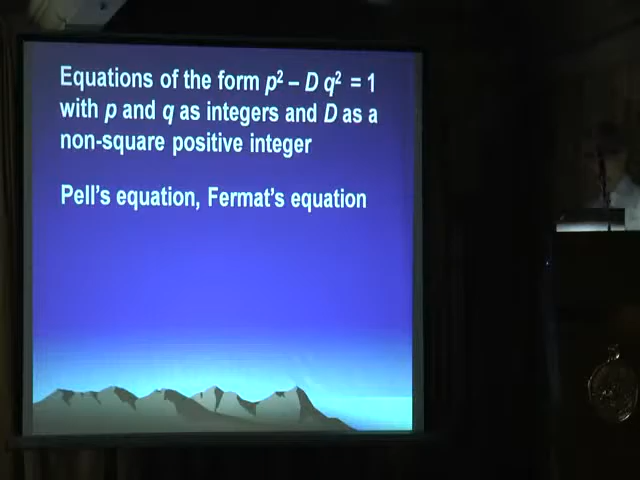 Equations of the form p² – D q² = 1
with p and q as integers and D as a
non-square positive integer
Pell's equation, Fermat's equation